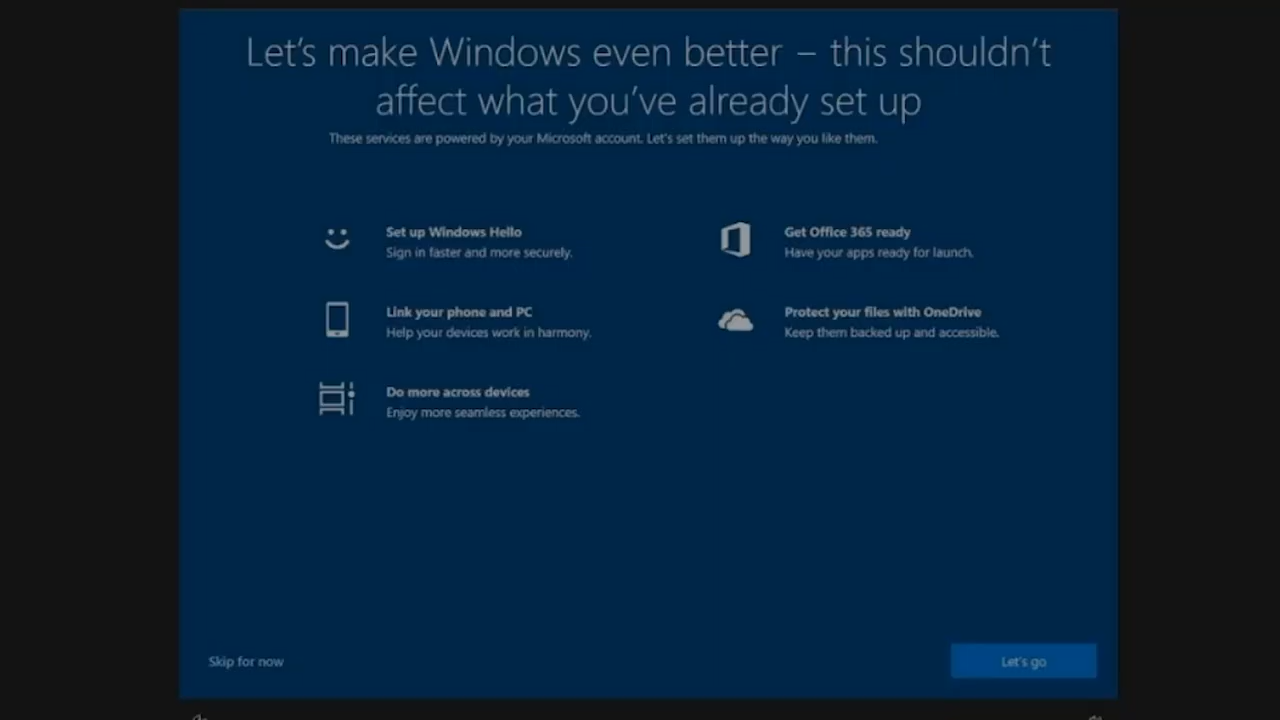 Let's make Windows even better – this shouldn't
affect what you've already set up
These services are powered by your Microsoft account. Let's set them up the way you like them.
Set up Windows Hello
Sign in faster and more securely.
Get Office 365 ready
Have your apps ready for launch.
Link your phone and PC
Help your devices work in harmony.
Protect your files with OneDrive
Keep them backed up and accessible.
Do more across devices
Enjoy more seamless experiences.
Skip for now
Let's go